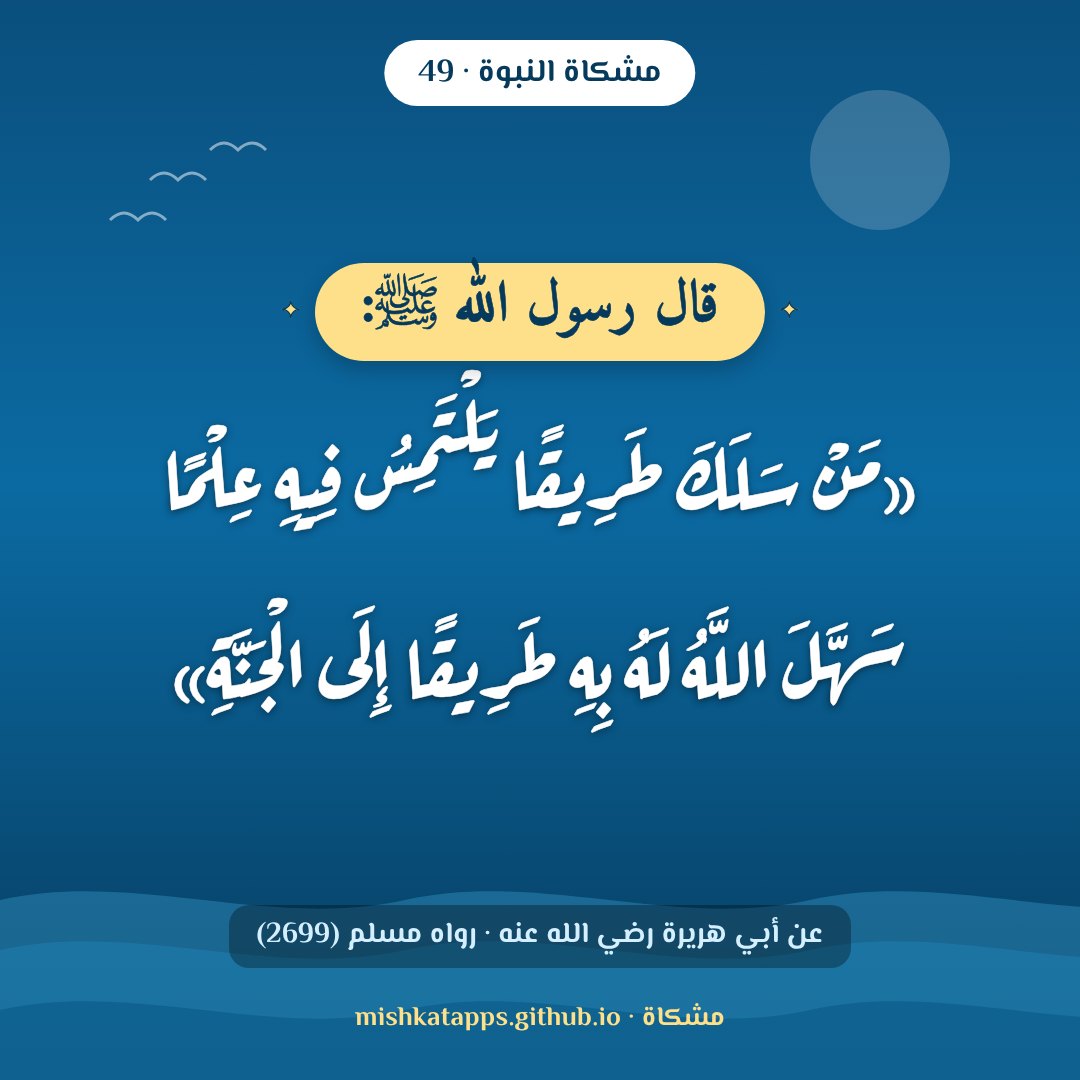 مشكاة النبوة · 49
قال رسول الله ﷺ:
«مَنْ سَلَكَ طَرِيقًا يَلْتَمِسُ فِيهِ عِلْمًا
سَهَّلَ اللَّهُ لَهُ بِهِ طَرِيقًا إِلَى الْجَنَّةِ»
عن أبي هريرة رضي الله عنه · رواه مسلم (2699)
مشكاة · mishkatapps.github.io